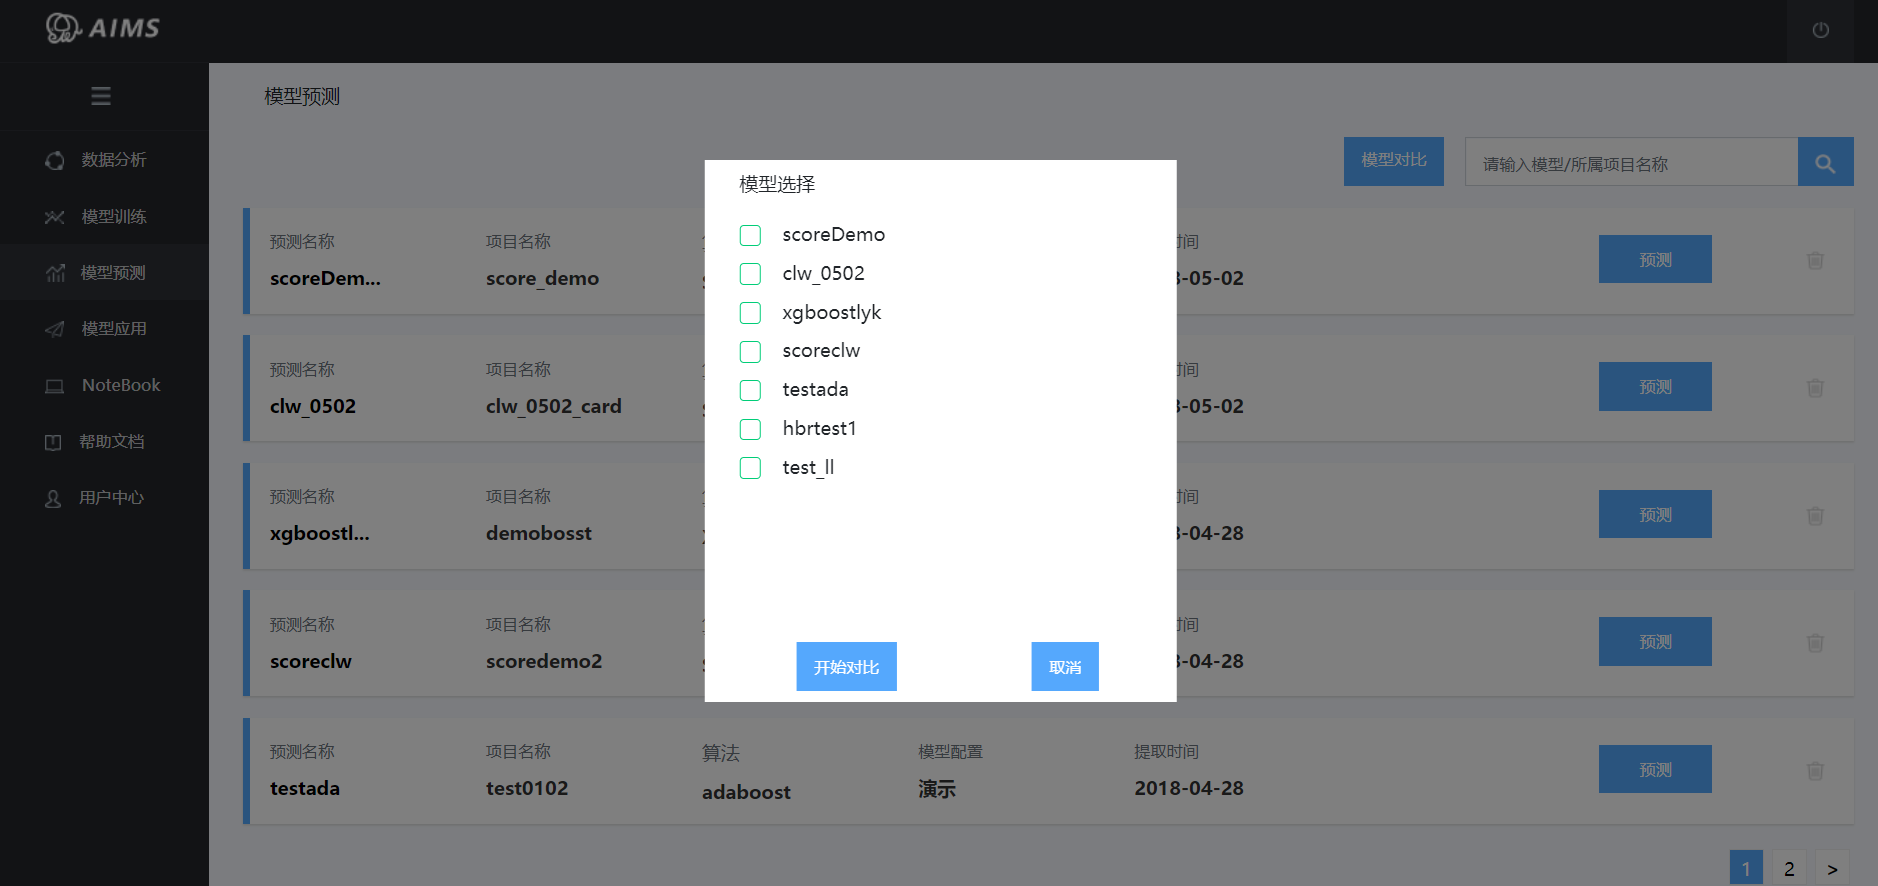 AIMS
数据分析
模型训练
模型预测
模型应用
NoteBook
帮助文档
用户中心
模型预测
模型对比
请输入模型/所属项目名称
预测名称 项目名称 时间
scoreDem... score_demo -05-02
预测
预测名称 项目名称 时间
clw_0502 clw_0502_card -05-02
预测
预测名称 项目名称 时间
xgboostl... demobosst -04-28
预测
预测名称 项目名称 时间
scoreclw scoredemo2 -04-28
预测
预测名称 项目名称 算法 模型配置 提取时间
testada test0102 adaboost 演示 2018-04-28
预测
1 2 >
模型选择
scoreDemo
clw_0502
xgboostlyk
scoreclw
testada
hbrtest1
test_ll
开始对比 取消